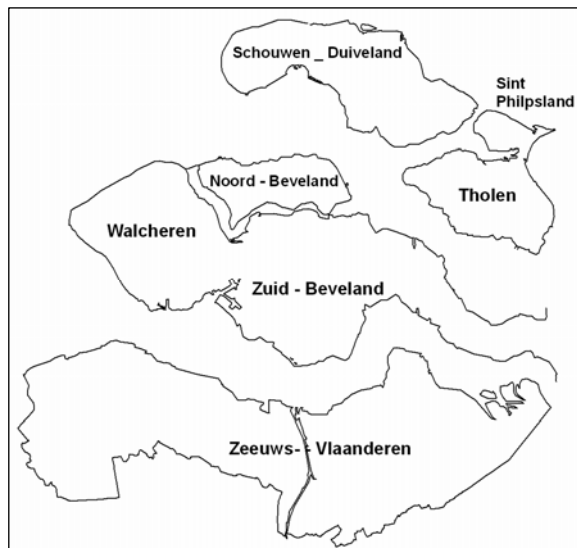 Schouwen _ Duiveland
Sint
Philpsland
Noord - Beveland
Tholen
Walcheren
Zuid - Beveland
Zeeuws- - Vlaanderen